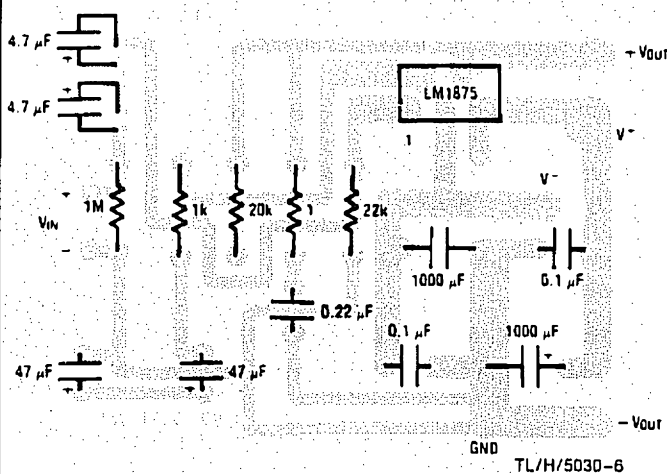 4.7 μF
+
+ VOUT
4.7 μF
+
LM1875
1
V+
V-
+
VIN
-
1M
1k
20k
1
22k
1000 μF
0.1 μF
0.22 μF
0.1 μF
1000 μF
+
47 μF
+
47 μF
+
- VOUT
GND
TL/H/5030-6